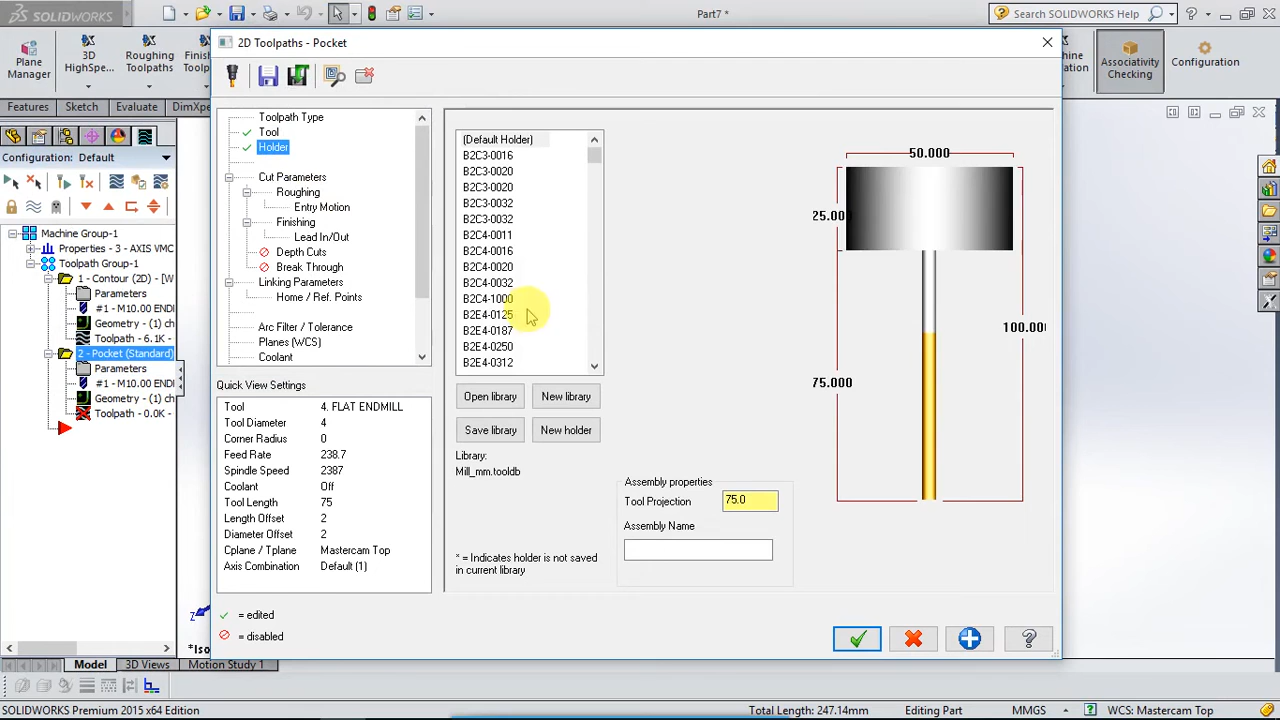 SOLIDWORKS
Part7 *
Search SOLIDWORKS Help
Plane Manager
3D HighSpe...
Roughing Toolpaths
Finish Toolp
Associativity Checking
Configuration
Features
Sketch
Evaluate
DimXpe
Configuration: Default
Machine Group-1
Properties - 3 - AXIS VMC
Toolpath Group-1
1 - Contour (2D) - [W
Parameters
#1 - M10.00 ENDI
Geometry - (1) ch
Toolpath - 6.1K -
2 - Pocket (Standard)
Parameters
#1 - M10.00 ENDI
Geometry - (1) ch
Toolpath - 0.0K -
2D Toolpaths - Pocket
Toolpath Type
Tool
Holder
Cut Parameters
Roughing
Entry Motion
Finishing
Lead In/Out
Depth Cuts
Break Through
Linking Parameters
Home / Ref. Points
Arc Filter / Tolerance
Planes (WCS)
Coolant
Quick View Settings
Tool 4. FLAT ENDMILL
Tool Diameter 4
Corner Radius 0
Feed Rate 238.7
Spindle Speed 2387
Coolant Off
Tool Length 75
Length Offset 2
Diameter Offset 2
Cplane / Tplane Mastercam Top
Axis Combination Default (1)
= edited
= disabled
(Default Holder)
B2C3-0016
B2C3-0020
B2C3-0020
B2C3-0032
B2C3-0032
B2C4-0011
B2C4-0016
B2C4-0020
B2C4-0032
B2C4-1000
B2E4-0125
B2E4-0187
B2E4-0250
B2E4-0312
Open library
New library
Save library
New holder
Library:
Mill_mm.tooldb
* = Indicates holder is not saved
in current library
Assembly properties
Tool Projection 75.0
Assembly Name
50.000
25.00
100.00
75.000
Z
*Iso
Model
3D Views
Motion Study 1
SOLIDWORKS Premium 2015 x64 Edition
Total Length: 247.14mm
Editing Part
MMGS
WCS: Mastercam Top